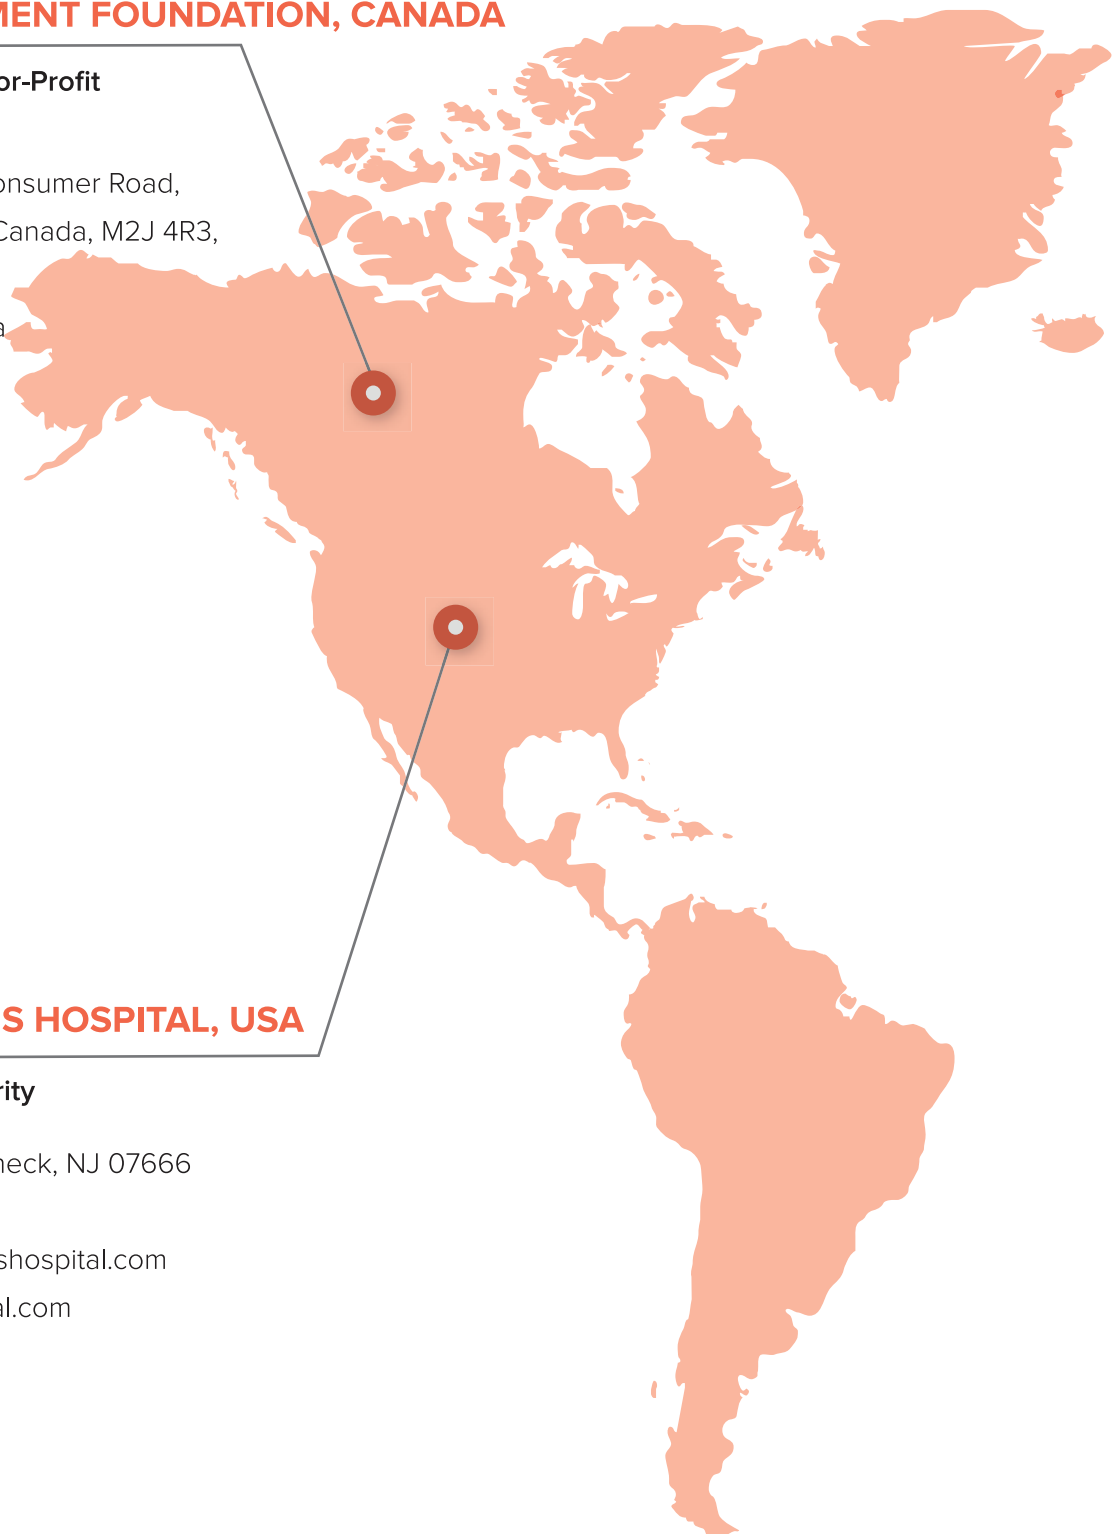 MENT FOUNDATION, CANADA
or-Profit
onsumer Road,
Canada, M2J 4R3,
a
S HOSPITAL, USA
rity
neck, NJ 07666
shospital.com
al.com